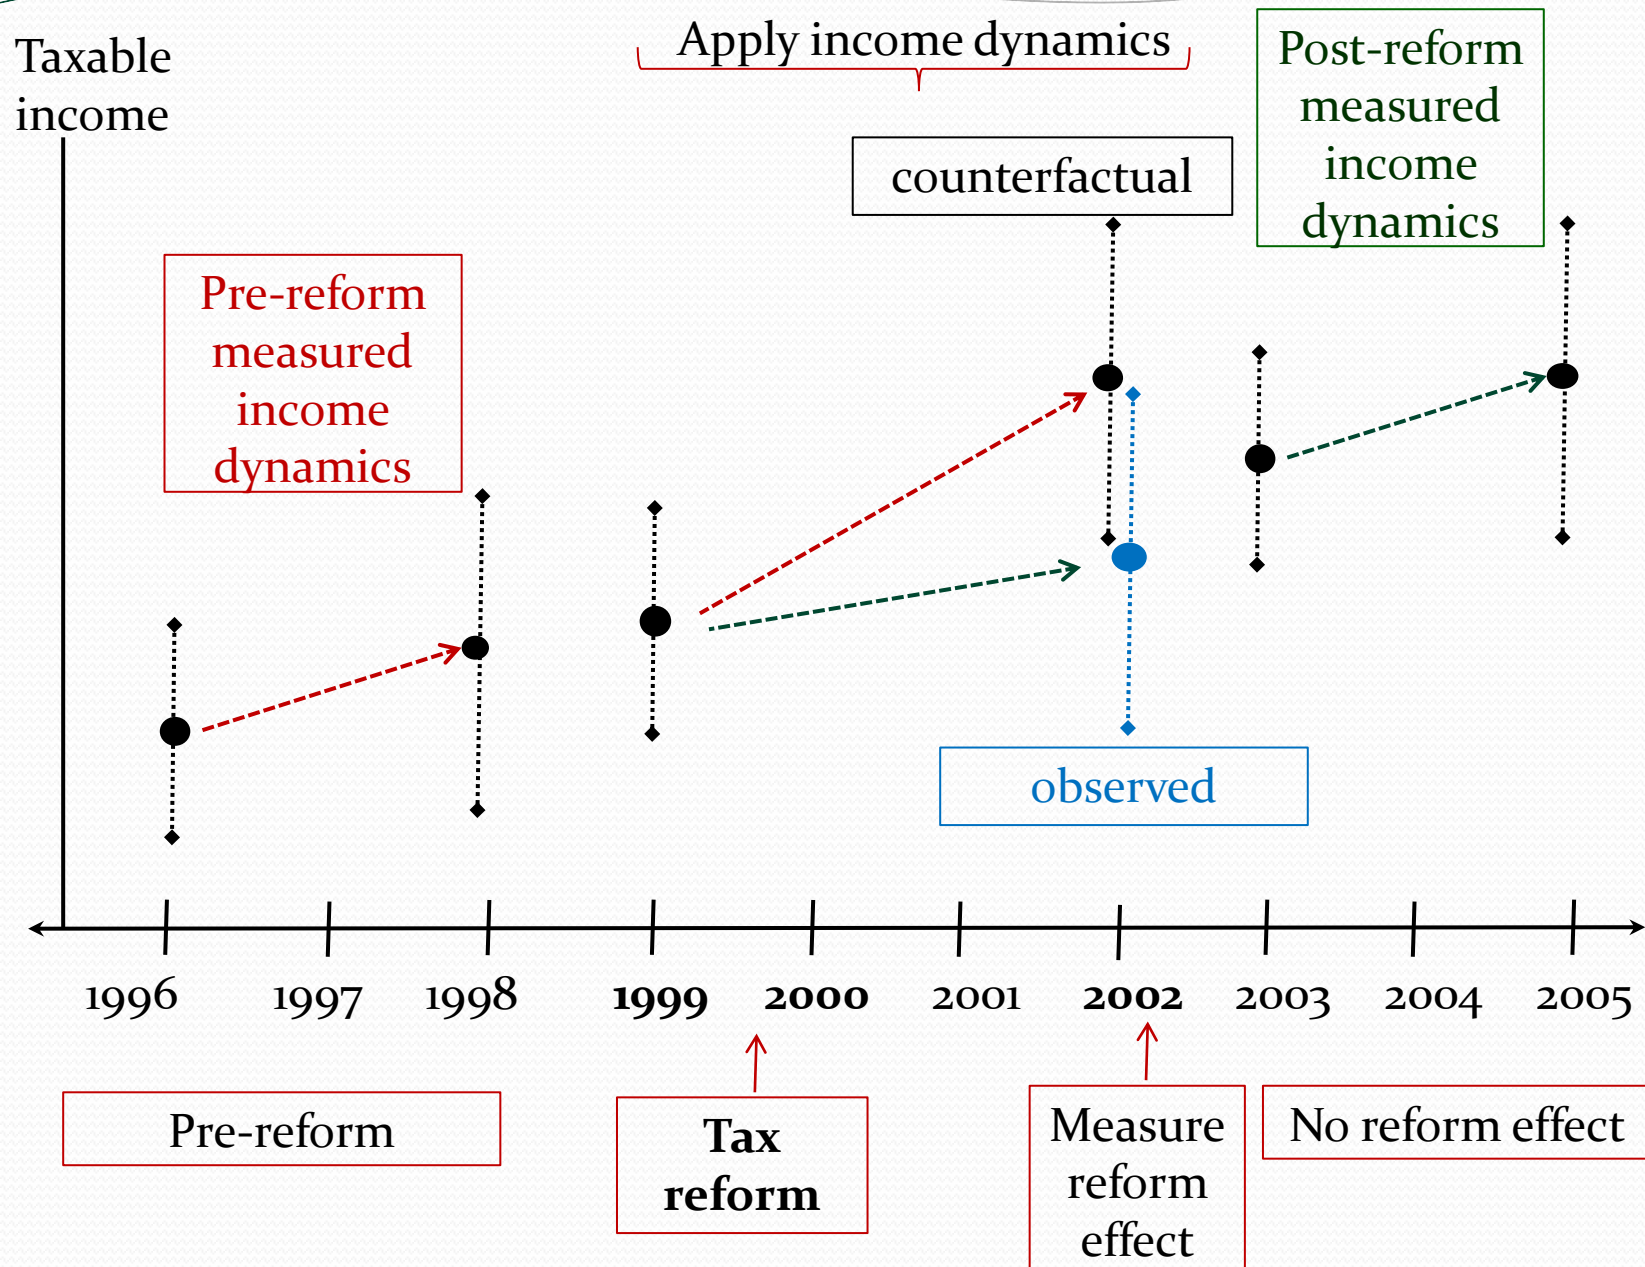 Taxable
income
Apply income dynamics
Post-reform
measured
income
dynamics
counterfactual
Pre-reform
measured
income
dynamics
observed
1996 1997 1998 1999 2000 2001 2002 2003 2004 2005
Pre-reform
Tax
reform
Measure
reform
effect
No reform effect